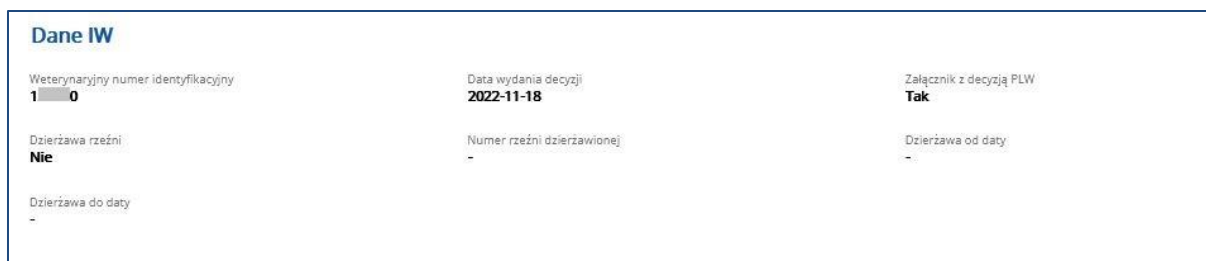 Dane IW
Weterynaryjny numer identyfikacyjny Data wydania decyzji Załącznik z decyzją PLW
1 0 2022-11-18 Tak
Dzierżawa rzeźni Numer rzeźni dzierżawionej Dzierżawa od daty
Nie - -
Dzierżawa do daty
-